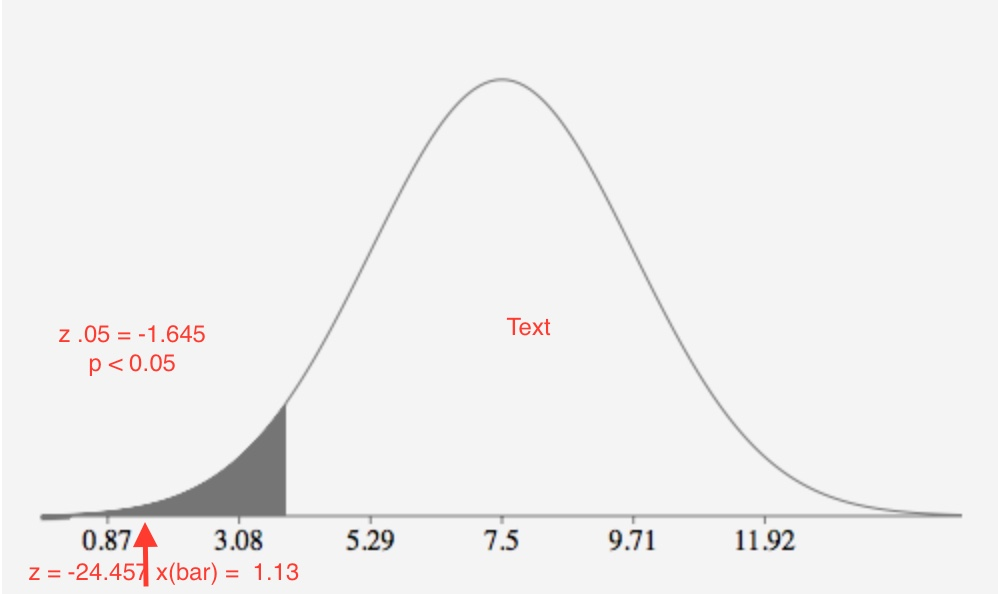 z .05 = -1.645
p < 0.05
Text
0.87 3.08 5.29 7.5 9.71 11.92
z = -24.457 x(bar) = 1.13